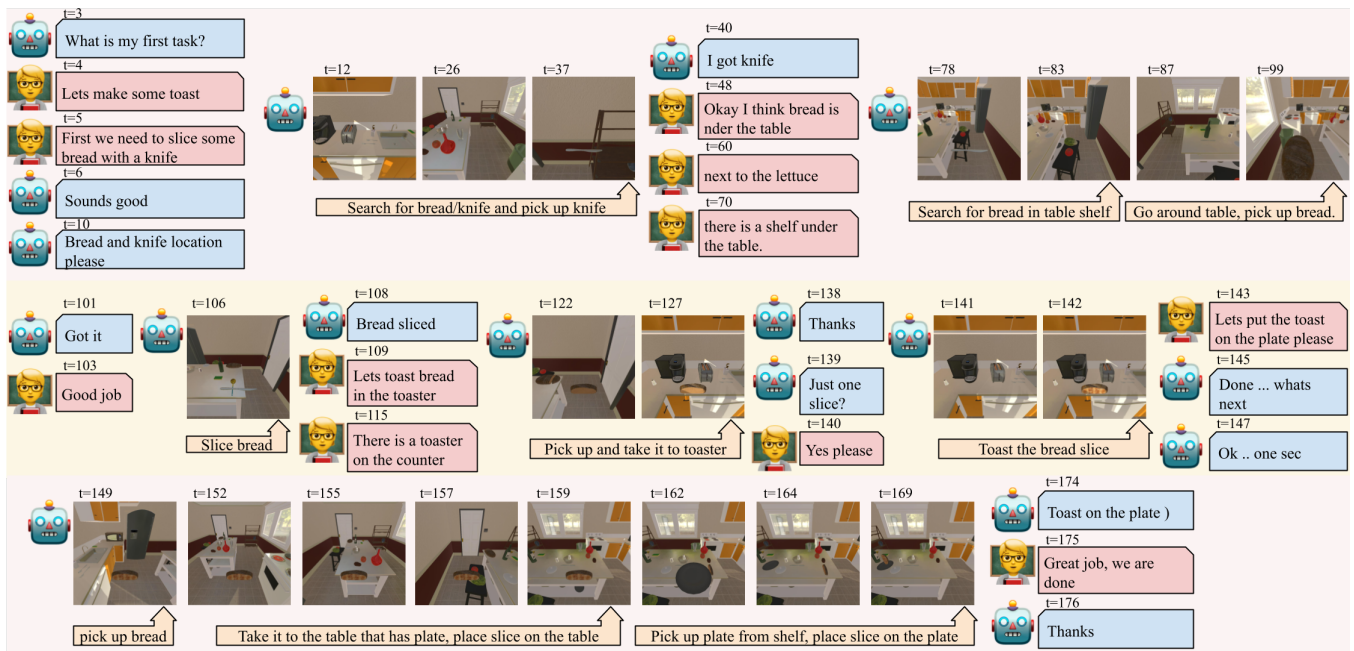 t=3
What is my first task?
t=4
Lets make some toast
t=5
First we need to slice some
bread with a knife
t=6
Sounds good
t=10
Bread and knife location
please
t=12
t=26
t=37
Search for bread/knife and pick up knife
t=40
I got knife
t=48
Okay I think bread is
nder the table
t=60
next to the lettuce
t=70
there is a shelf under
the table.
t=78
t=83
t=87
t=99
Search for bread in table shelf
Go around table, pick up bread.
t=101
Got it
t=103
Good job
t=106
Slice bread
t=108
Bread sliced
t=109
Lets toast bread
in the toaster
t=115
There is a toaster
on the counter
t=122
t=127
Pick up and take it to toaster
t=138
Thanks
t=139
Just one
slice?
t=140
Yes please
t=141
t=142
Toast the bread slice
t=143
Lets put the toast
on the plate please
t=145
Done ... whats
next
t=147
Ok .. one sec
t=149
t=152
t=155
t=157
t=159
t=162
t=164
t=169
pick up bread
Take it to the table that has plate, place slice on the table
Pick up plate from shelf, place slice on the plate
t=174
Toast on the plate )
t=175
Great job, we are
done
t=176
Thanks